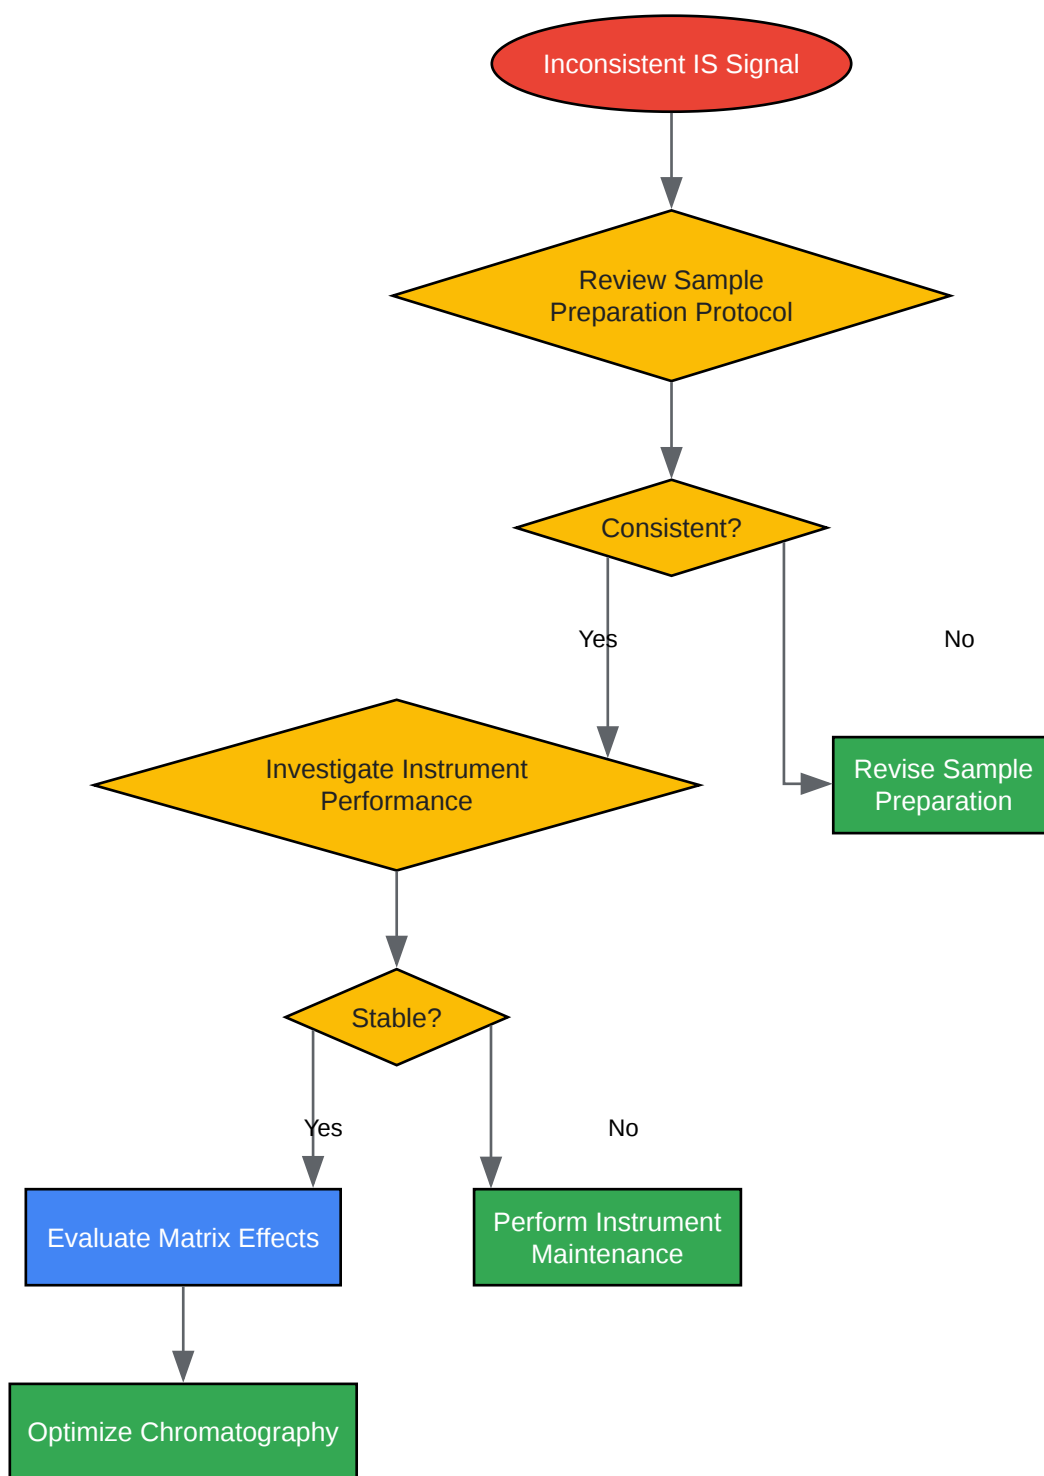 Inconsistent IS Signal
Review Sample
Preparation Protocol
Consistent?
Yes
No
Investigate Instrument
Performance
Revise Sample
Preparation
Stable?
Yes
No
Evaluate Matrix Effects
Perform Instrument
Maintenance
Optimize Chromatography